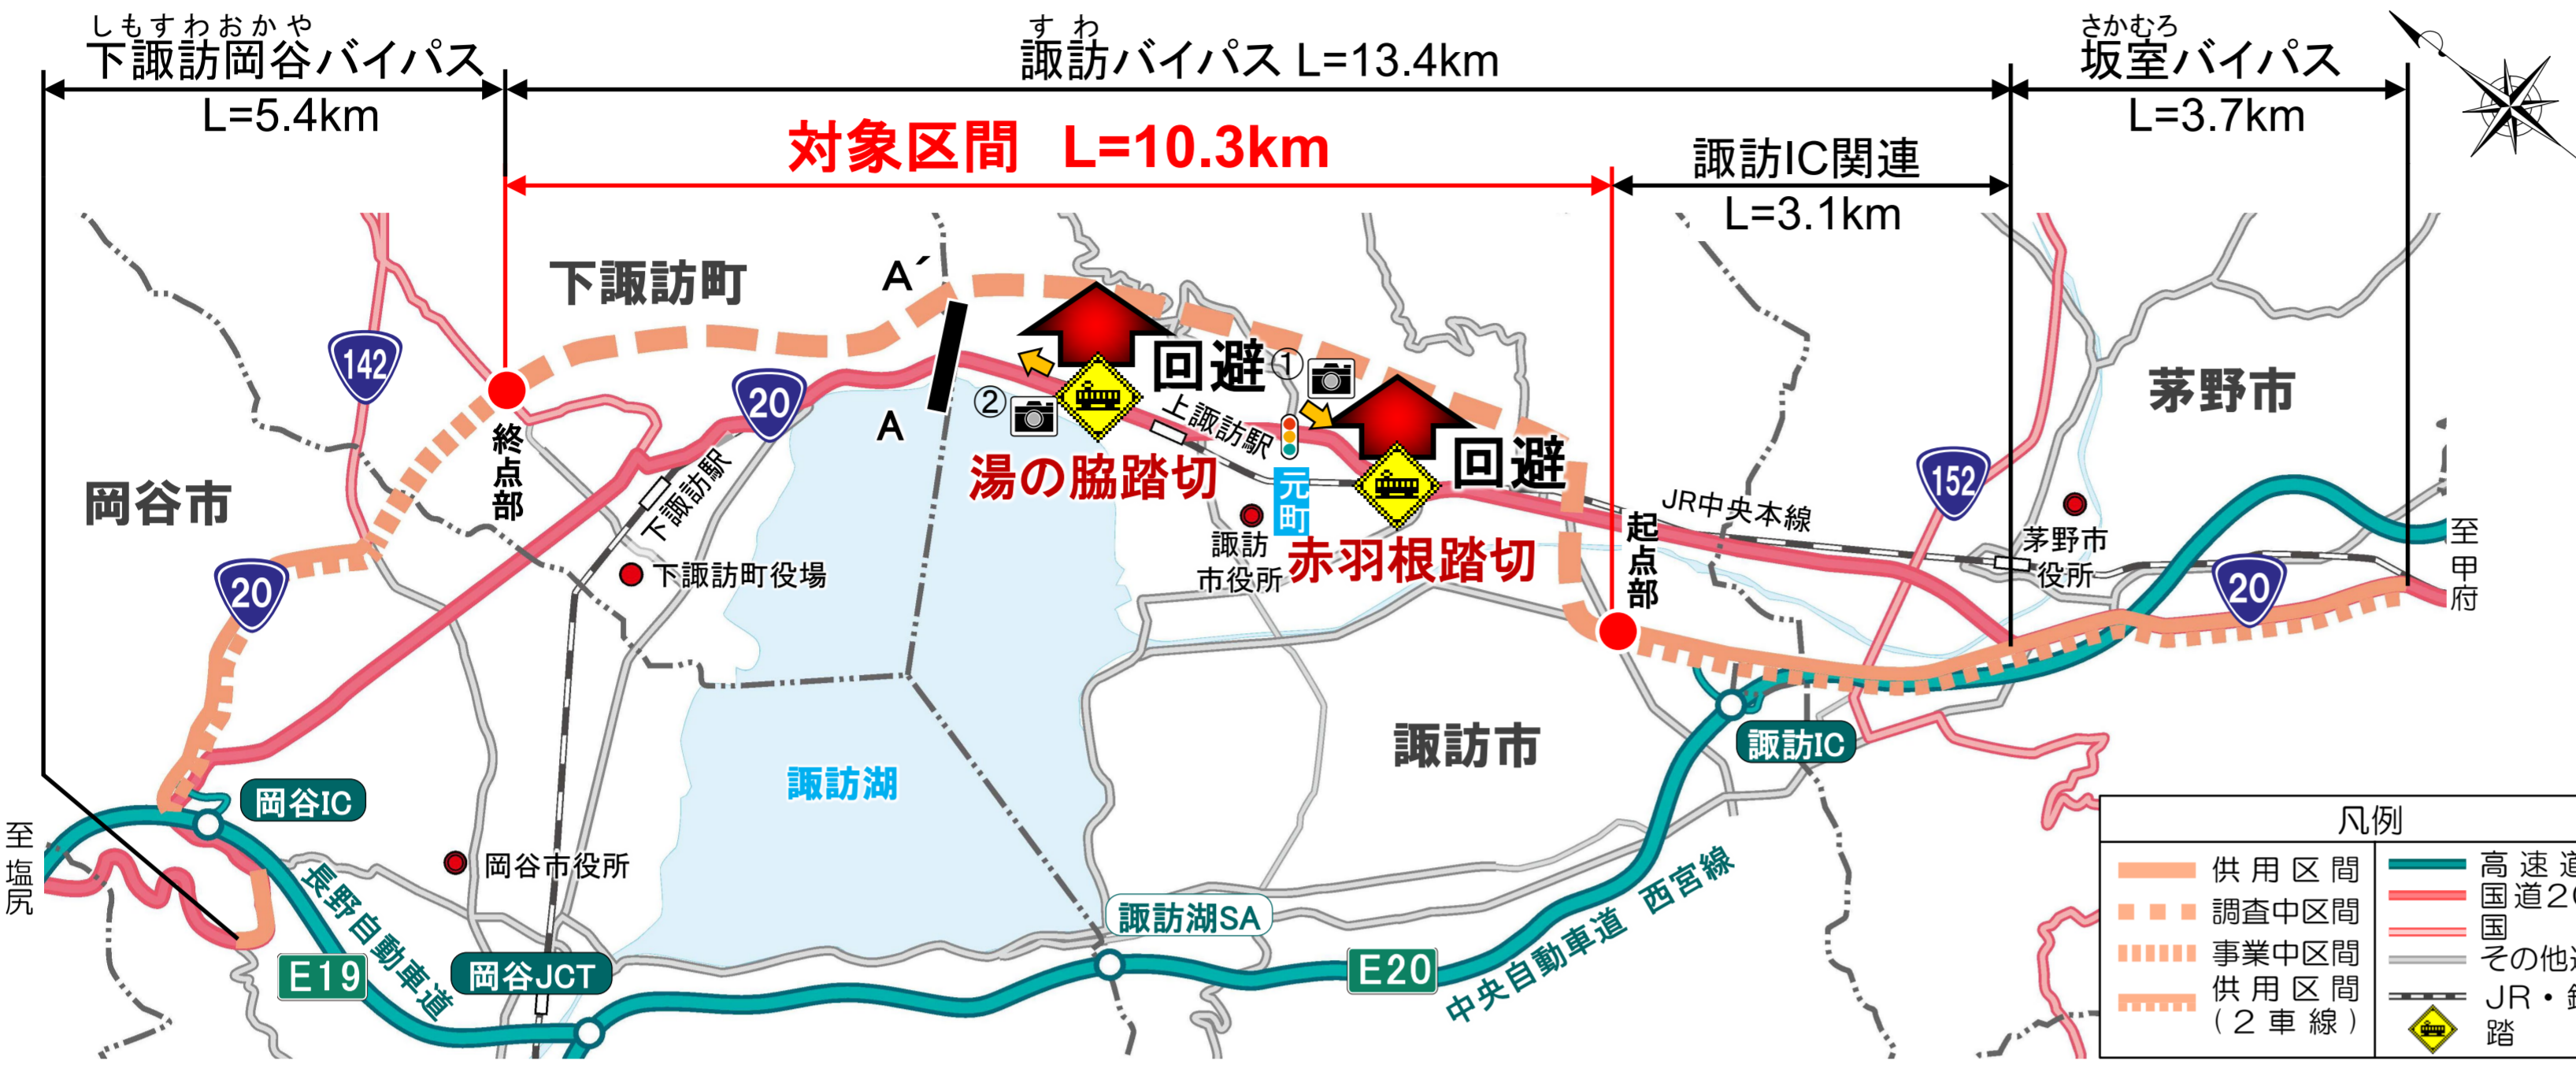 しもすわおかや
下諏訪岡谷バイパス
L=5.4km
すわ
諏訪バイパス L=13.4km
さかむろ
坂室バイパス
L=3.7km
対象区間 L=10.3km
諏訪IC関連
L=3.1km
下諏訪町
A´
A
142
20
回避
①
②
上諏訪駅
湯の脇踏切
元町
回避
赤羽根踏切
諏訪
市役所
終点部
岡谷市
下諏訪駅
下諏訪町役場
20
起点部
JR中央本線
152
茅野市
茅野市
役所
20
至甲府
諏訪市
諏訪IC
諏訪湖
岡谷IC
至塩尻
岡谷市役所
長野自動車道
E19
岡谷JCT
諏訪湖SA
E20
中央自動車道 西宮線
凡例
供用区間
調査中区間
事業中区間
供用区間
(2車線)
高速道
国道20
国
その他
JR・
踏